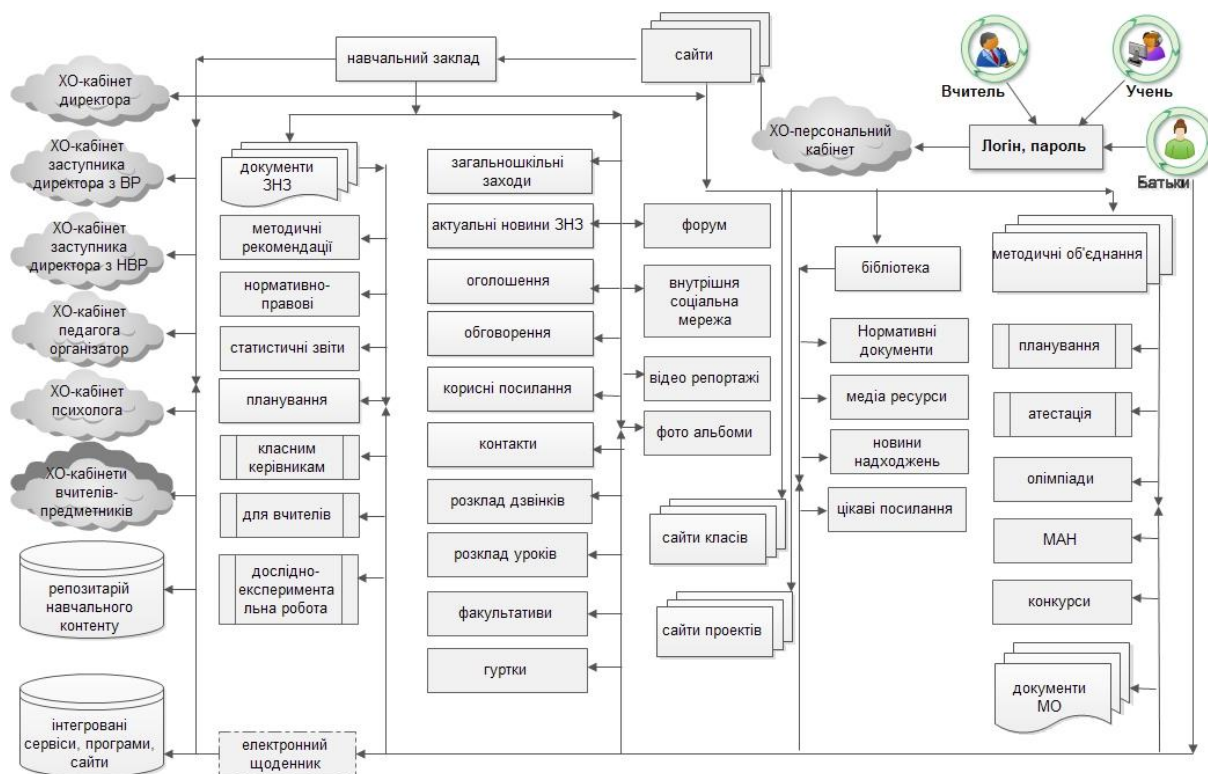 навчальний заклад
сайти
Вчитель
Учень
Батьки
Логін, пароль
ХО-персональний
кабінет
ХО-кабінет
директора
ХО-кабінет
заступника
директора з ВР
ХО-кабінет
заступника
директора з НВР
ХО-кабінет
педагога
організатор
ХО-кабінет
психолога
ХО-кабінети
вчителів-
предметників
репозитарій
навчального
контенту
інтегровані
сервіси, програми,
сайти
документи
ЗНЗ
методичні
рекомендації
нормативно-
правові
статистичні звіти
планування
класним
керівникам
для вчителів
дослідно-
експеримента
льна робота
електронний
щоденник
загальношкільні
заходи
актуальні новини ЗНЗ
оголошення
обговорення
корисні посилання
контакти
розклад дзвінків
розклад уроків
факультативи
гуртки
форум
внутрішня
соціальна
мережа
відео репортажі
фото альбоми
сайти класів
сайти проектів
бібліотека
Нормативні
документи
медіа ресурси
новини
надходжень
цікаві посилання
методичні об'єднання
планування
атестація
олімпіади
МАН
конкурси
документи
МО